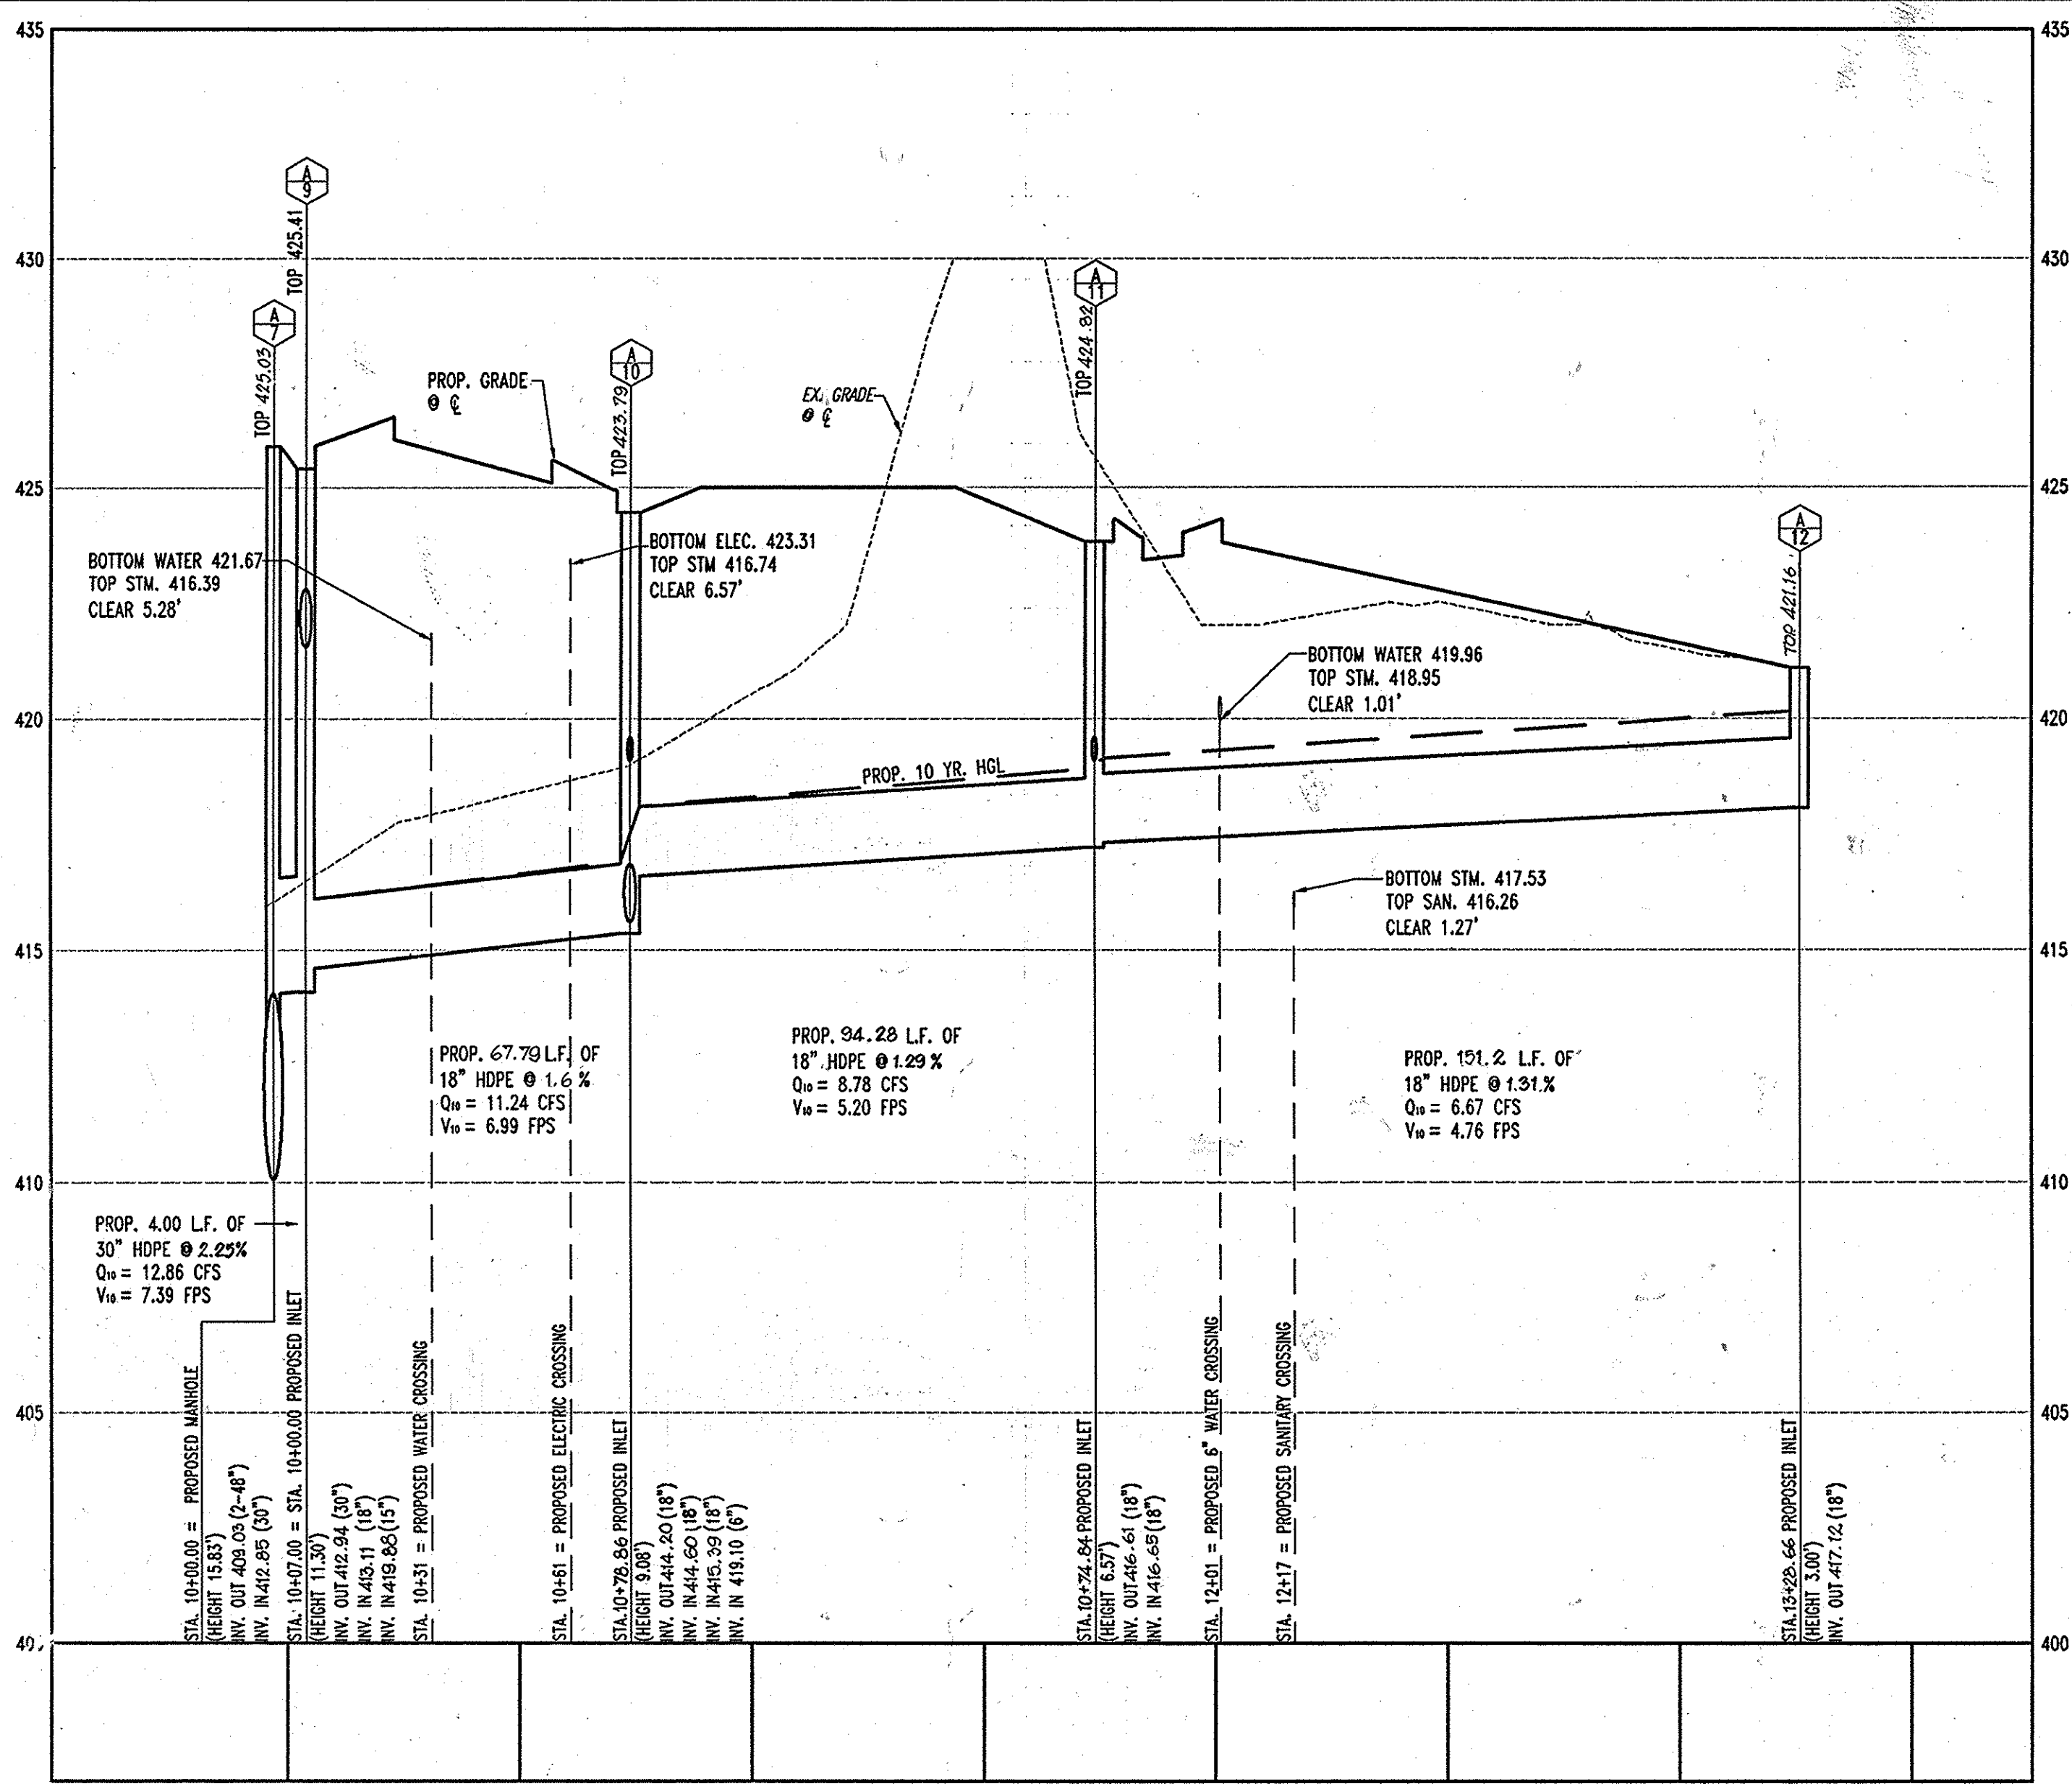 435
435
A
9
TOP 425.41
430
430
A
11
TOP 424.82
A
7
TOP 425.03
A
10
TOP 423.79
PROP. GRADE
@ ℄
EX. GRADE
@ ℄
425
425
A
12
TOP 421.16
BOTTOM WATER 421.67
TOP STM. 416.39
CLEAR 5.28'
BOTTOM ELEC. 423.31
TOP STM 416.74
CLEAR 6.57'
BOTTOM WATER 419.96
TOP STM. 418.95
CLEAR 1.01'
420
420
PROP. 10 YR. HGL
BOTTOM STM. 417.53
TOP SAN. 416.26
CLEAR 1.27'
415
415
PROP. 67.79 L.F. OF
18" HDPE @ 1.6 %
Q10 = 11.24 CFS
V10 = 6.99 FPS
PROP. 94.28 L.F. OF
18" HDPE @ 1.29 %
Q10 = 8.78 CFS
V10 = 5.20 FPS
PROP. 151.2 L.F. OF
18" HDPE @ 1.31.%
Q10 = 6.67 CFS
V10 = 4.76 FPS
410
410
PROP. 4.00 L.F. OF
30" HDPE @ 2.25%
Q10 = 12.86 CFS
V10 = 7.39 FPS
405
405
STA. 10+00.00 = PROPOSED MANHOLE
(HEIGHT 15.83')
INV. OUT 409.03 (2-48")
INV. IN 412.85 (30")
STA. 10+07.00 = STA. 10+00.00 PROPOSED INLET
(HEIGHT 11.30')
INV. OUT 412.94 (30")
INV. IN 413.11 (18")
INV. IN 419.88 (15")
STA. 10+31 = PROPOSED WATER CROSSING
STA. 10+61 = PROPOSED ELECTRIC CROSSING
STA. 10+78.86 PROPOSED INLET
(HEIGHT 9.08')
INV. OUT 414.20 (18")
INV. IN 414.60 (18")
INV. IN 415.39 (18")
INV. IN 419.10 (6")
STA. 10+74.84 PROPOSED INLET
(HEIGHT 6.57')
INV. OUT 416.61 (18")
INV. IN 416.65 (18")
STA. 12+01 = PROPOSED 6" WATER CROSSING
STA. 12+17 = PROPOSED SANITARY CROSSING
STA. 13+28.66 PROPOSED INLET
(HEIGHT 3.00')
INV. OUT 417.12 (18")
400